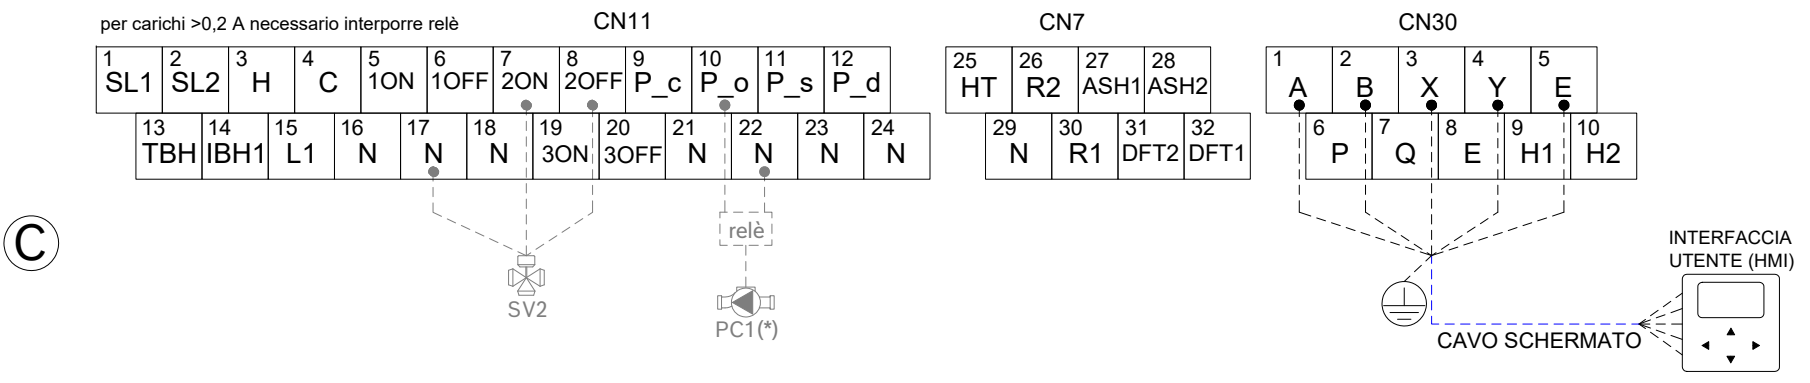 per carichi >0,2 A necessario interporre relè
CN11
CN7
CN30
1 2 3 4 5 6 7 8 9 10 11 12
SL1 SL2 H C 1ON 1OFF 2ON 2OFF P_c P_o P_s P_d
13 14 15 16 17 18 19 20 21 22 23 24
TBH IBH1 L1 N N N 3ON 3OFF N N N N
25 26 27 28
HT R2 ASH1 ASH2
29 30 31 32
N R1 DFT2 DFT1
1 2 3 4 5
A B X Y E
6 7 8 9 10
P Q E H1 H2
C
relè
SV2
PC1(*)
INTERFACCIA
UTENTE (HMI)
CAVO SCHERMATO